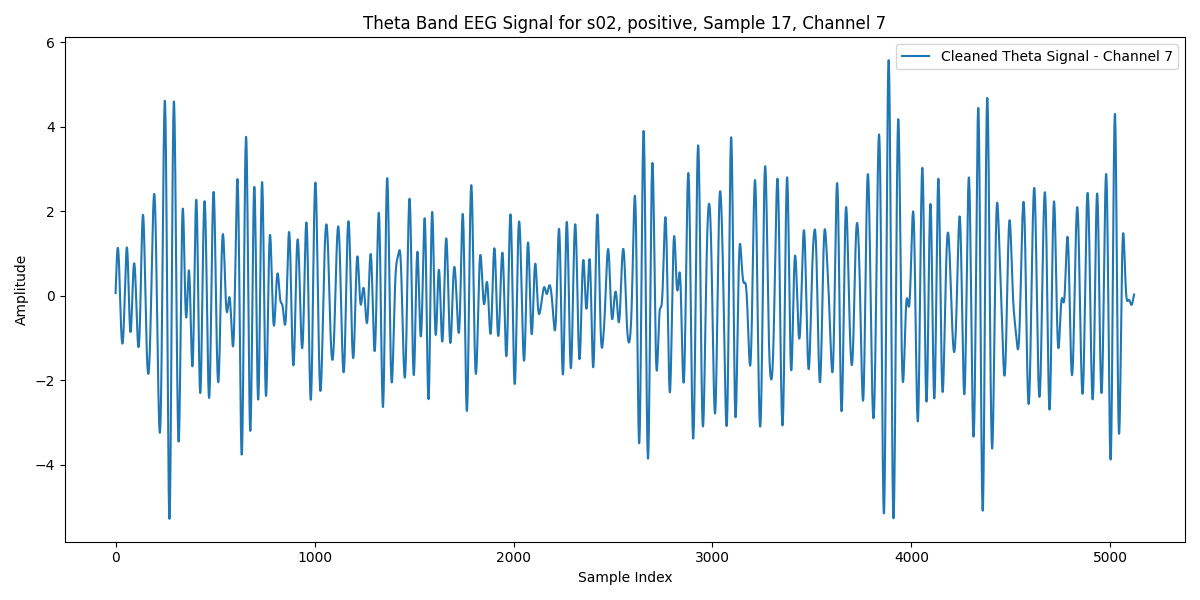 Theta Band EEG Signal for s02, positive, Sample 17, Channel 7
Cleaned Theta Signal - Channel 7
6
4
2
0
−2
−4
Amplitude
0 1000 2000 3000 4000 5000
Sample Index